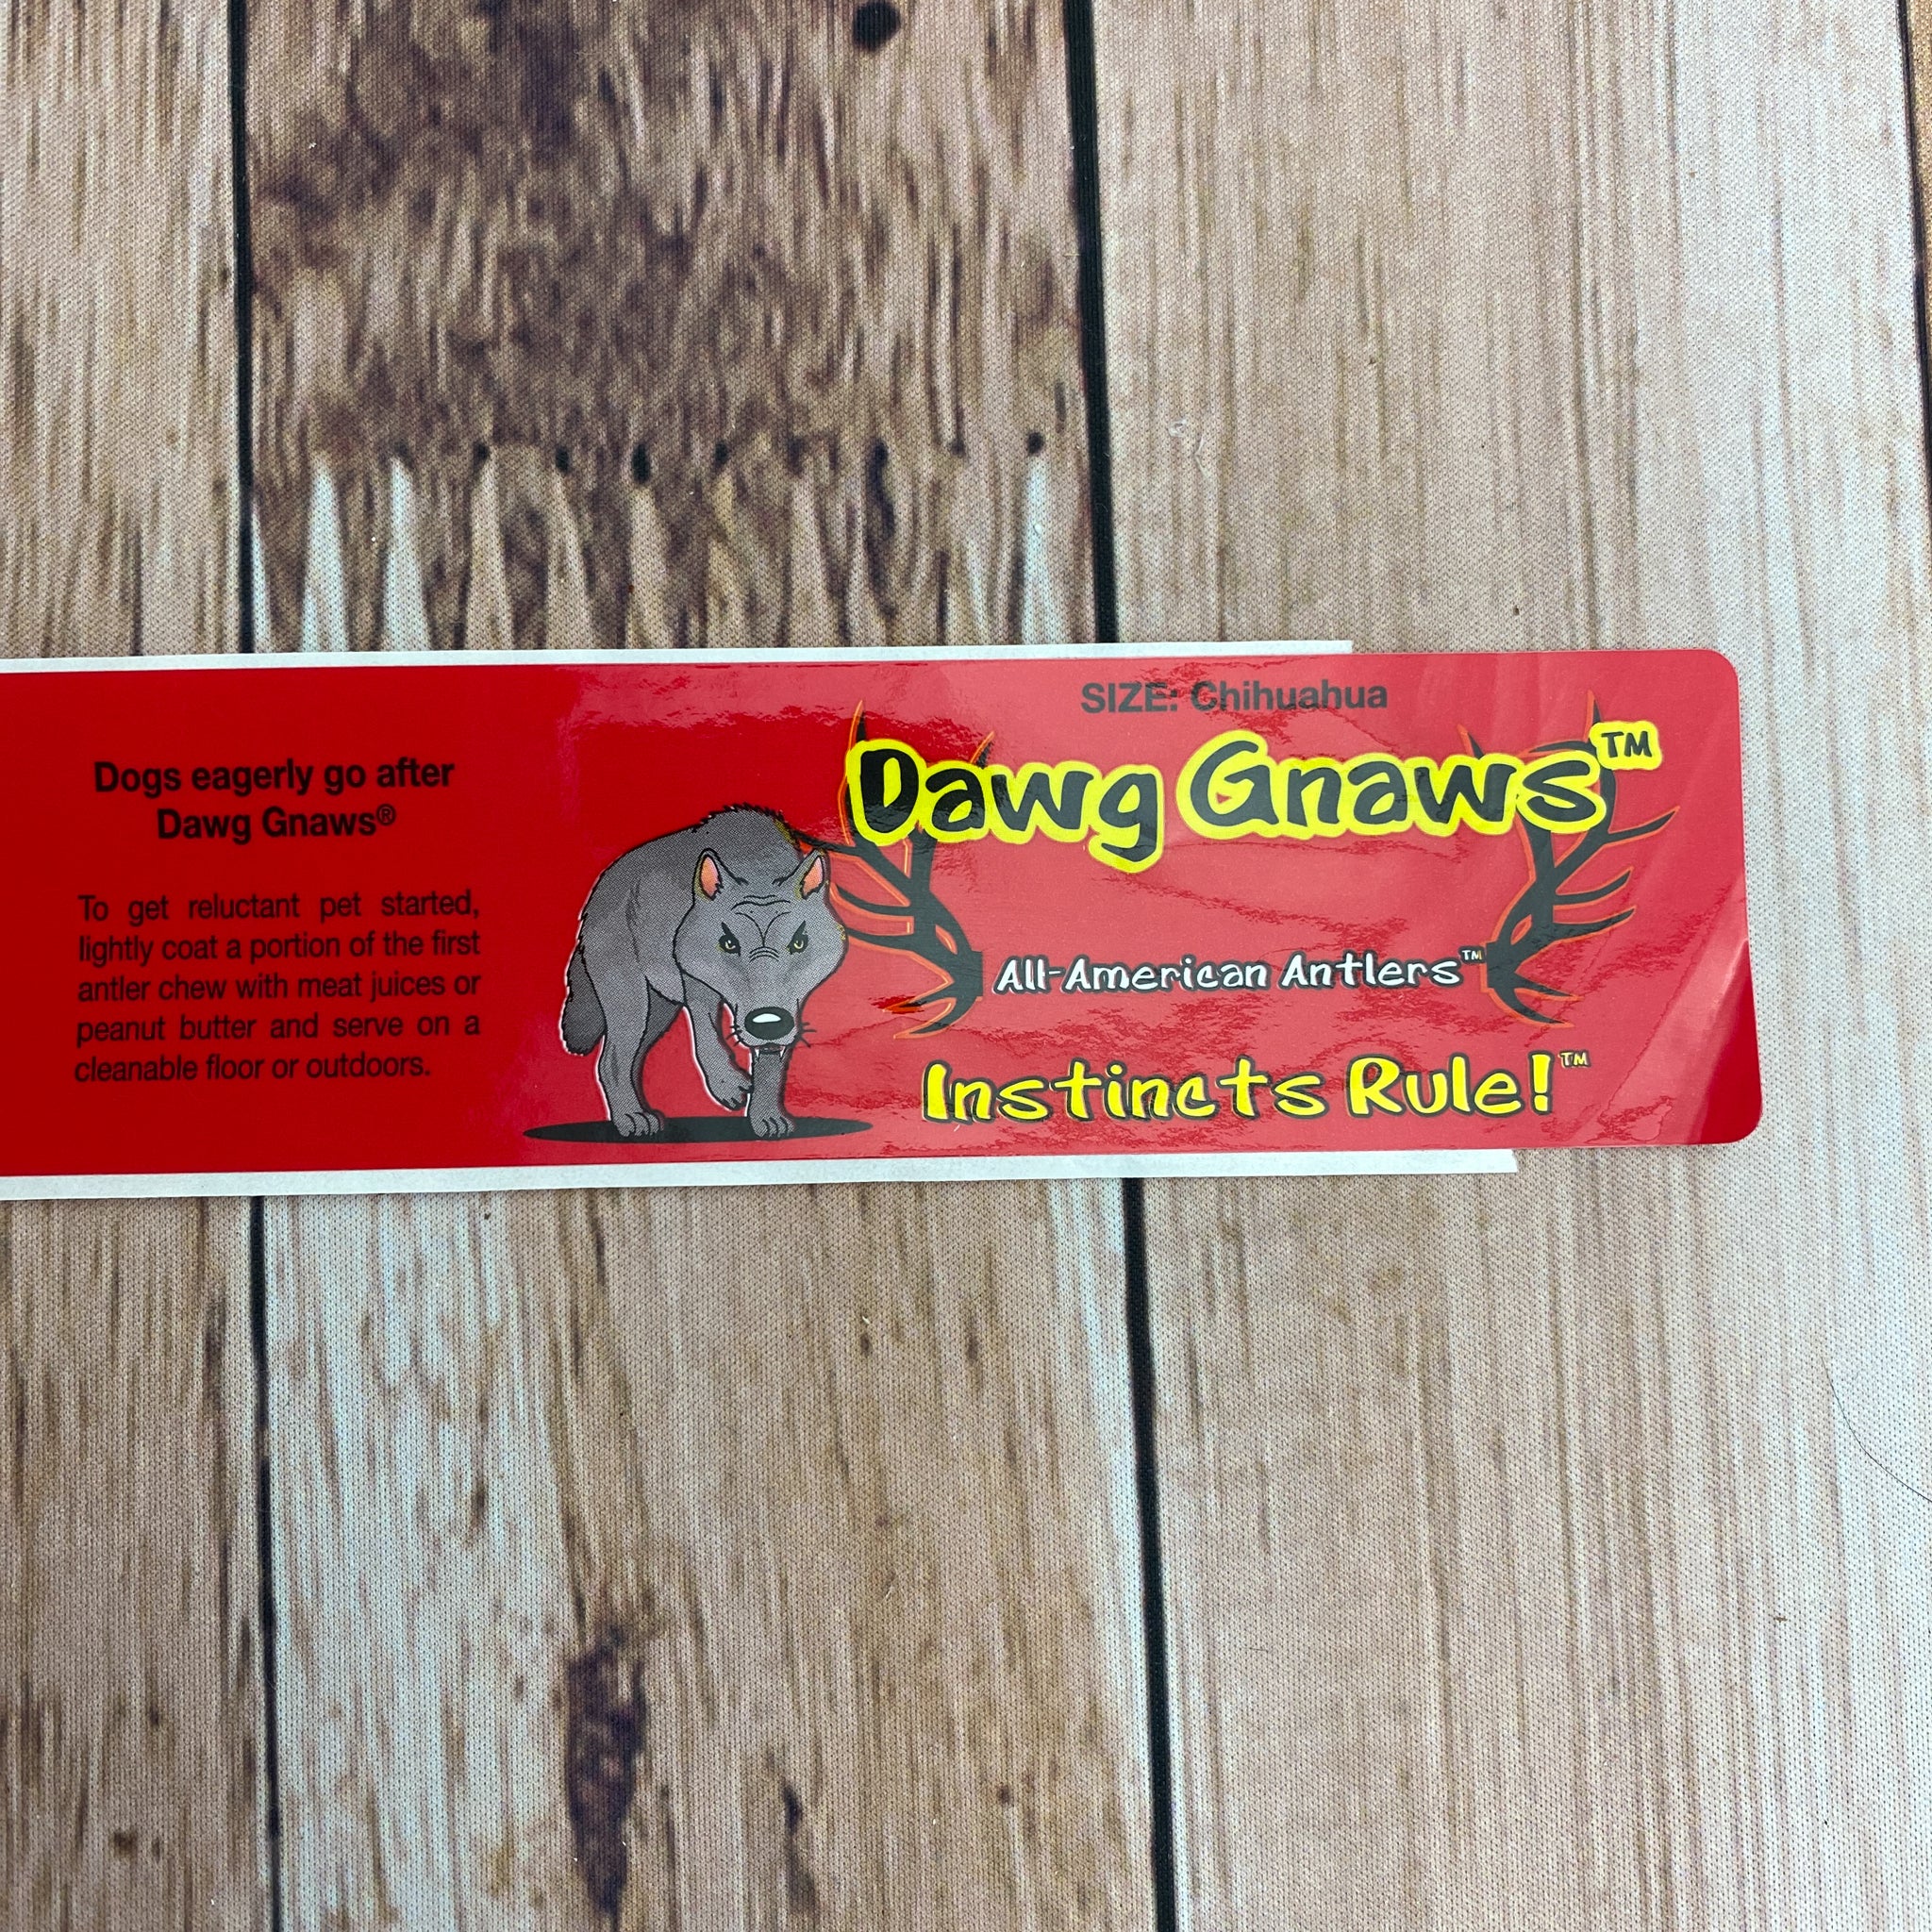 Dogs eagerly go after
Dawg Gnaws®
To get reluctant pet started,
lightly coat a portion of the first
antler chew with meat juices or
peanut butter and serve on a
cleanable floor or outdoors.
SIZE: Chihuahua
Dawg Gnaws™
All-American Antlers™
Instincts Rule!™